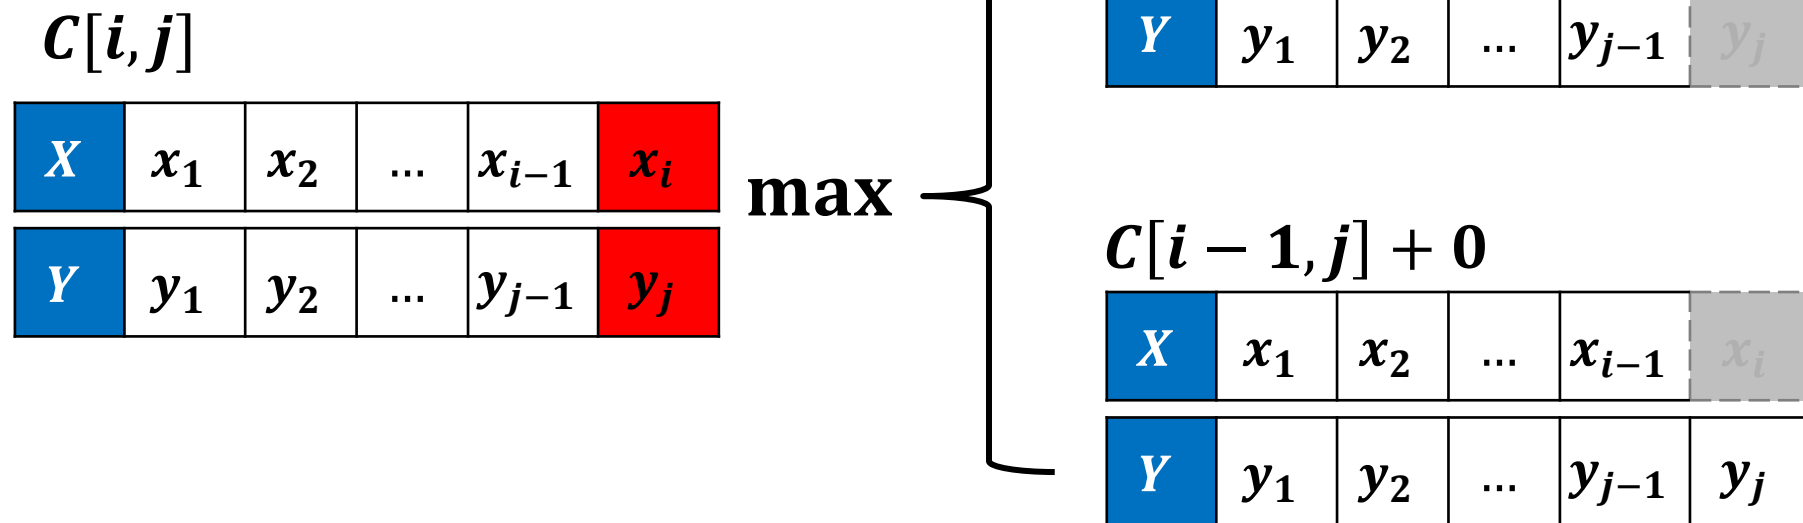 C[i, j]
X x₁ x₂ ... xᵢ₋₁ xᵢ
Y y₁ y₂ ... yⱼ₋₁ yⱼ
max
Y y₁ y₂ ... yⱼ₋₁ yⱼ
C[i − 1, j] + 0
X x₁ x₂ ... xᵢ₋₁ xᵢ
Y y₁ y₂ ... yⱼ₋₁ yⱼ